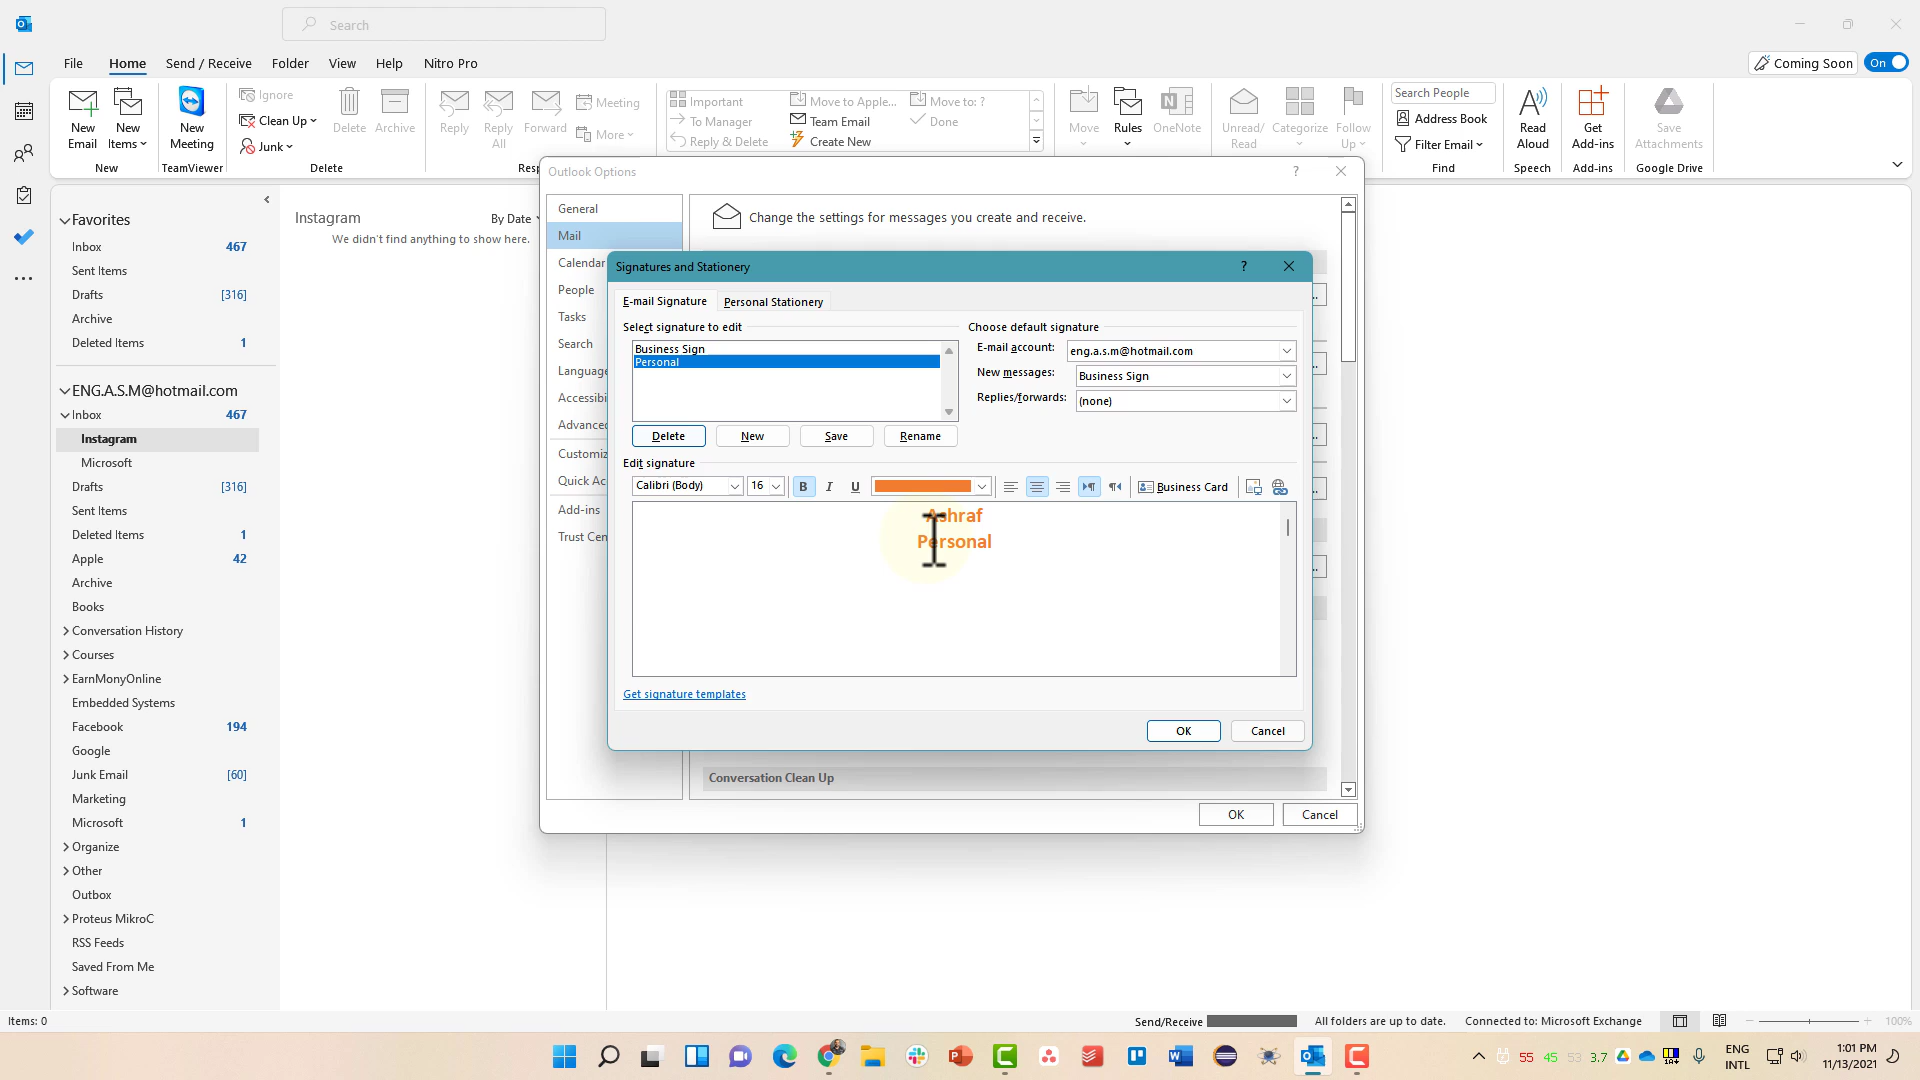 Search
File Home Send / Receive Folder View Help Nitro Pro
Coming Soon On
New Email
New Items
New
New Meeting
TeamViewer
Ignore
Clean Up
Junk
Delete
Archive
Delete
Reply
Reply All
Forward
Meeting
More
Important
To Manager
Reply & Delete
Move to Apple...
Team Email
Create New
Move to: ?
Done
Move
Rules
OneNote
Unread/ Read
Categorize
Follow Up
Search People
Address Book
Filter Email
Find
Read Aloud
Speech
Get Add-ins
Add-ins
Save Attachments
Google Drive
Favorites
Inbox 467
Sent Items
Drafts [316]
Archive
Deleted Items 1
ENG.A.S.M@hotmail.com
Inbox 467
Instagram
Microsoft
Drafts [316]
Sent Items
Deleted Items 1
Apple 42
Archive
Books
Conversation History
Courses
EarnMonyOnline
Embedded Systems
Facebook 194
Google
Junk Email [60]
Marketing
Microsoft 1
Organize
Other
Outbox
Proteus MikroC
RSS Feeds
Saved From Me
Software
Instagram By Date
We didn't find anything to show here.
Outlook Options ?
General
Mail
Calendar
People
Tasks
Search
Language
Accessibi
Advanced
Customiz
Quick Ac
Add-ins
Trust Cen
Change the settings for messages you create and receive.
Signatures and Stationery ?
E-mail Signature Personal Stationery
Select signature to edit
Business Sign
Personal
Delete New Save Rename
Choose default signature
E-mail account: eng.a.s.m@hotmail.com
New messages: Business Sign
Replies/forwards: (none)
Edit signature
Calibri (Body) 16 B I U Business Card
Ashraf
Personal
Get signature templates
OK Cancel
Conversation Clean Up
OK Cancel
Items: 0
Send/Receive All folders are up to date. Connected to: Microsoft Exchange 100%
55 45 53 3.7
ENG INTL
1:01 PM
11/13/2021